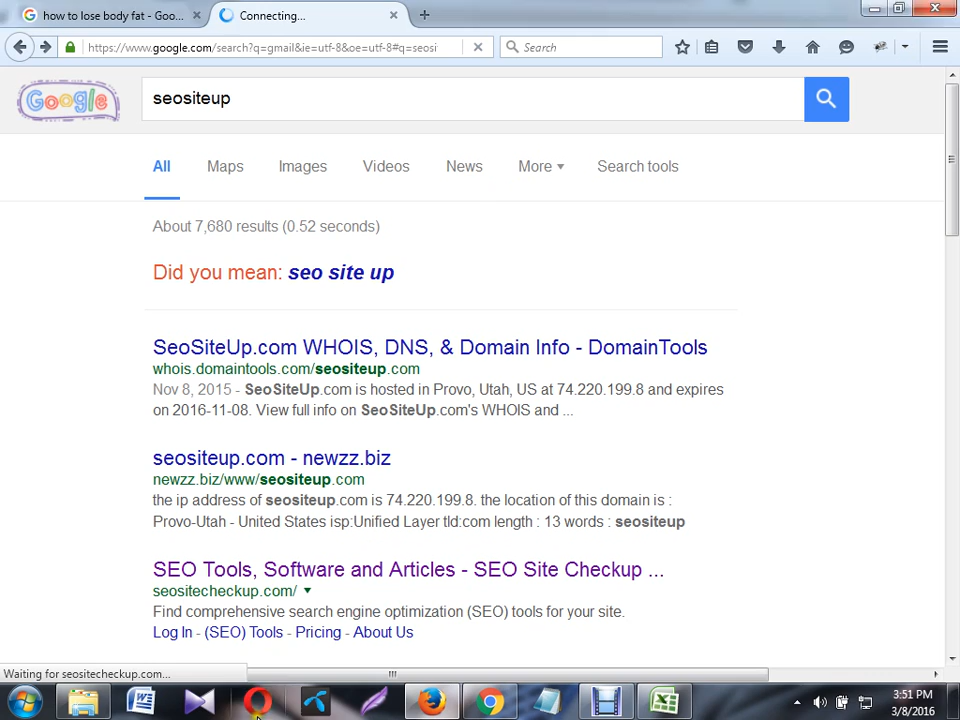 how to lose body fat - Goo...
Connecting...
https://www.google.com/search?q=gmail&ie=utf-8&oe=utf-8#q=seosi
Search
Google
seositeup
All Maps Images Videos News More Search tools
About 7,680 results (0.52 seconds)
Did you mean: seo site up
SeoSiteUp.com WHOIS, DNS, & Domain Info - DomainTools
whois.domaintools.com/seositeup.com
Nov 8, 2015 - SeoSiteUp.com is hosted in Provo, Utah, US at 74.220.199.8 and expires
on 2016-11-08. View full info on SeoSiteUp.com's WHOIS and ...
seositeup.com - newzz.biz
newzz.biz/www/seositeup.com
the ip address of seositeup.com is 74.220.199.8. the location of this domain is :
Provo-Utah - United States isp:Unified Layer tld:com length : 13 words : seositeup
SEO Tools, Software and Articles - SEO Site Checkup ...
seositecheckup.com/
Find comprehensive search engine optimization (SEO) tools for your site.
Log In - (SEO) Tools - Pricing - About Us
Waiting for seositecheckup.com...
3:51 PM
3/8/2016